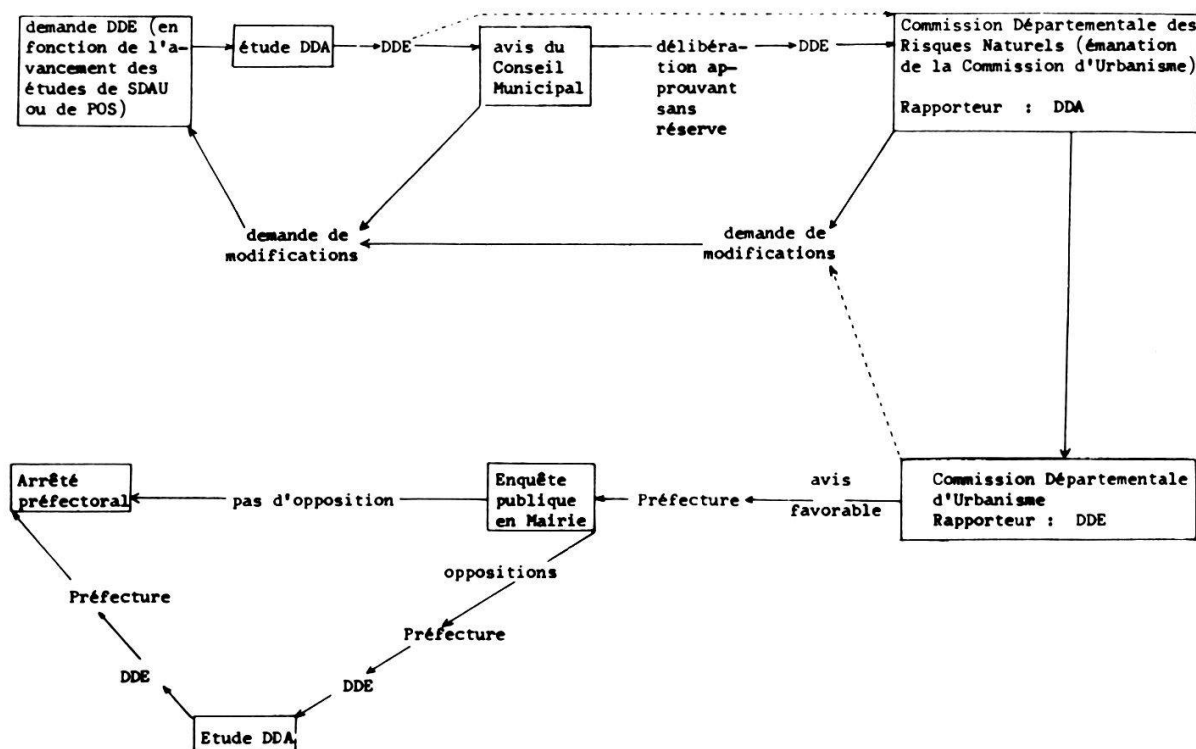 demande DDE (en
fonction de l'a-
vancement des
études de SDAU
ou de POS)
étude DDA
DDE
avis du
Conseil
Municipal
délibéra-
tion ap-
prouvant
sans
réserve
DDE
Commission Départementale des
Risques Naturels (émanation
de la Commission d'Urbanisme)
Rapporteur : DDA
demande de
modifications
demande de
modifications
Arrêté
préfectoral
pas d'opposition
Enquête
publique
en Mairie
Préfecture
avis
favorable
Commission Départementale
d'Urbanisme
Rapporteur : DDE
oppositions
Préfecture
Préfecture
DDE
DDE
Etude DDA